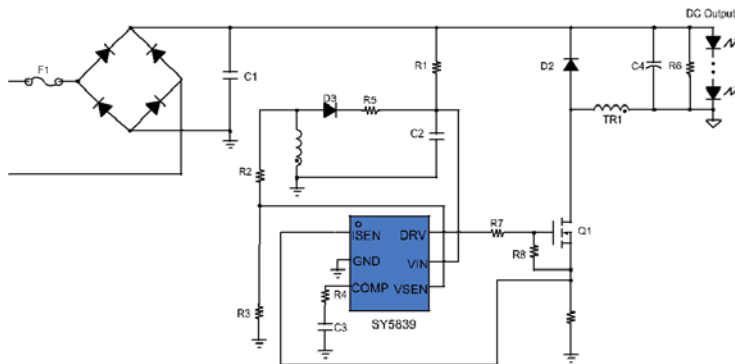 DC Output
F1
C1
R1
D2
C4
R6
D3
R5
C2
TR1
R2
ISEN
DRV
R7
Q1
GND
VIN
R8
COMP
VSEN
R4
R3
C3
SY5839